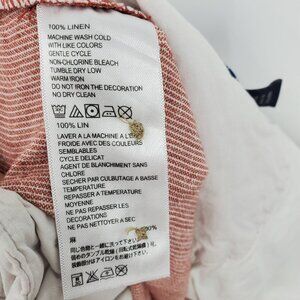 100% LINEN
MACHINE WASH COLD
WITH LIKE COLORS
GENTLE CYCLE
NON-CHLORINE BLEACH
TUMBLE DRY LOW
WARM IRON
DO NOT IRON THE DECORATION
NO DRY CLEAN
100% LIN
LAVER A LA MACHINE A L'EAU
FROIDE AVEC DES COULEURS
SEMBLABLES
CYCLE DELICAT
AGENT DE BLANCHIMENT SANS
CHLORE
SECHER PAR CULBUTAGE A BASSE
TEMPERATURE
REPASSER A TEMPERATURE
MOYENNE
NE PAS REPASSER LES
DECORATIONS
NE PAS NETTOYER A SEC
麻